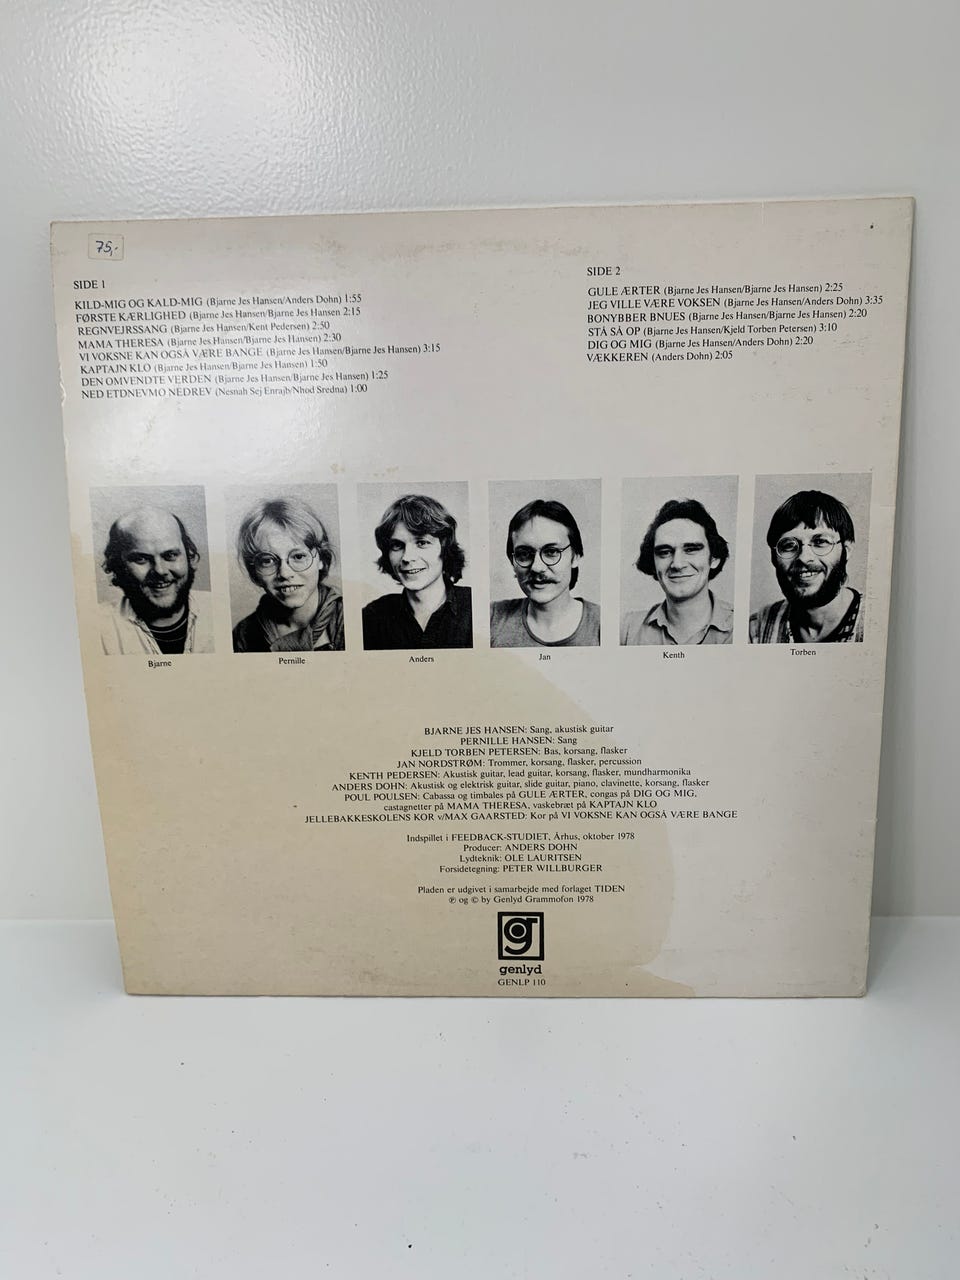 75,-
SIDE 1
KILD-MIG OG KALD-MIG (Bjarne Jes Hansen/Anders Dohn) 1:55
FØRSTE KÆRLIGHED (Bjarne Jes Hansen/Bjarne Jes Hansen 2:15
REGNVEJRSSANG (Bjarne Jes Hansen/Kent Pedersen) 2:50
MAMA THERESA (Bjarne Jes Hansen/Bjarne Jes Hansen) 2:30
VI VOKSNE KAN OGSÅ VÆRE BANGE (Bjarne Jes Hansen/Bjarne Jes Hansen) 3:15
KAPTAJN KLO (Bjarne Jes Hansen/Bjarne Jes Hansen) 1:50
DEN OMVENDTE VERDEN (Bjarne Jes Hansen/Bjarne Jes Hansen) 1:25
NED ETDNEVMO NEDREV (Nesnah Sej Enrajb/Nhod Sredna) 1:00
SIDE 2
GULE ÆRTER (Bjarne Jes Hansen/Bjarne Jes Hansen) 2:25
JEG VILLE VÆRE VOKSEN (Bjarne Jes Hansen/Anders Dohn) 3:35
BONYBBER BNUES (Bjarne Jes Hansen/Bjarne Jes Hansen) 2:20
STÅ SÅ OP (Bjarne Jes Hansen/Kjeld Torben Petersen) 3:10
DIG OG MIG (Bjarne Jes Hansen/Anders Dohn) 2:20
VÆKKEREN (Anders Dohn) 2:05
Bjarne
Pernille
Anders
Jan
Kenth
Torben
BJARNE JES HANSEN: Sang, akustisk guitar
PERNILLE HANSEN: Sang
KJELD TORBEN PETERSEN: Bas, korsang, flasker
JAN NORDSTRØM: Trommer, korsang, flasker, percussion
KENTH PEDERSEN: Akustisk guitar, lead guitar, korsang, flasker, mundharmonika
ANDERS DOHN: Akustisk og elektrisk guitar, slide guitar, piano, clavinette, korsang, flasker
POUL POULSEN: Cabassa og timbales på GULE ÆRTER, congas på DIG OG MIG,
castagnetter på MAMA THERESA, vaskebræt på KAPTAJN KLO
JELLEBAKKESKOLENS KOR v/MAX GAARSTED: Kor på VI VOKSNE KAN OGSÅ VÆRE BANGE
Indspillet i FEEDBACK-STUDIET, Århus, oktober 1978
Producer: ANDERS DOHN
Lydteknik: OLE LAURITSEN
Forsidetegning: PETER WILLBURGER
Pladen er udgivet i samarbejde med forlaget TIDEN
℗ og © by Genlyd Grammofon 1978
g
genlyd
GENLP 110